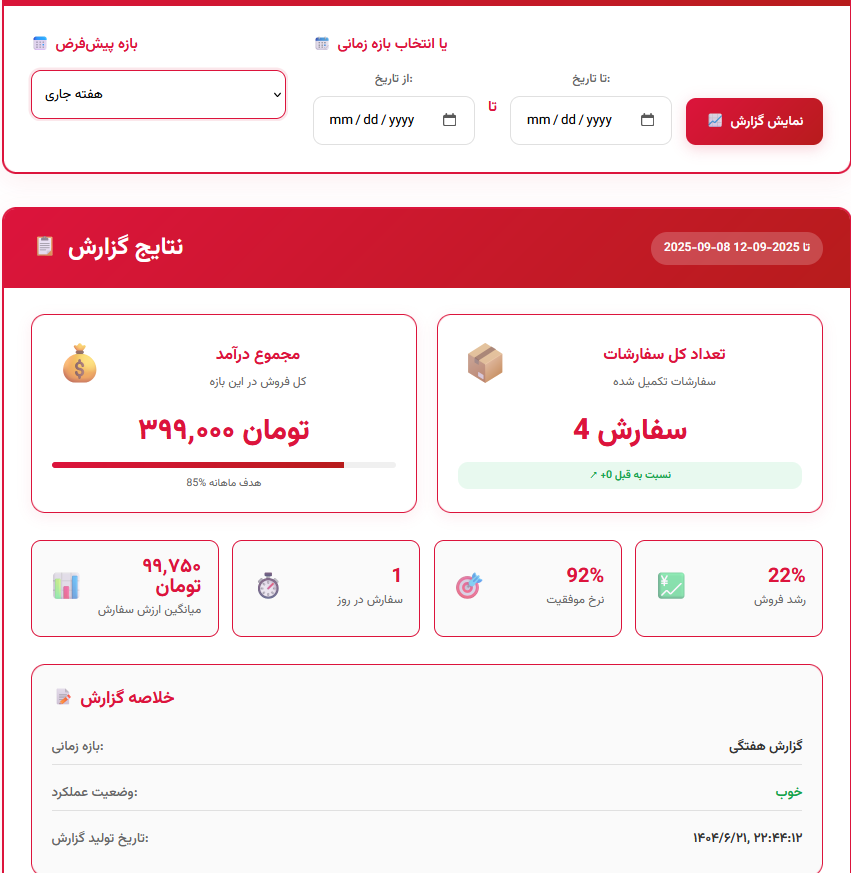 بازه پیش‌فرض
هفته جاری
یا انتخاب بازه زمانی
از تاریخ:
mm / dd / yyyy
تا
تا تاریخ:
mm / dd / yyyy
نمایش گزارش
نتایج گزارش
2025-09-08 تا 2025-09-12
مجموع درآمد
کل فروش در این بازه
۳۹۹,۰۰۰ تومان
85% هدف ماهانه
تعداد کل سفارشات
سفارشات تکمیل شده
4 سفارش
↗ +0 نسبت به قبل
۹۹,۷۵۰
تومان
میانگین ارزش سفارش
1
سفارش در روز
92%
نرخ موفقیت
22%
رشد فروش
خلاصه گزارش
بازه زمانی:
گزارش هفتگی
وضعیت عملکرد:
خوب
تاریخ تولید گزارش:
۱۴۰۴/۶/۲۱, ۲۲:۴۴:۱۲